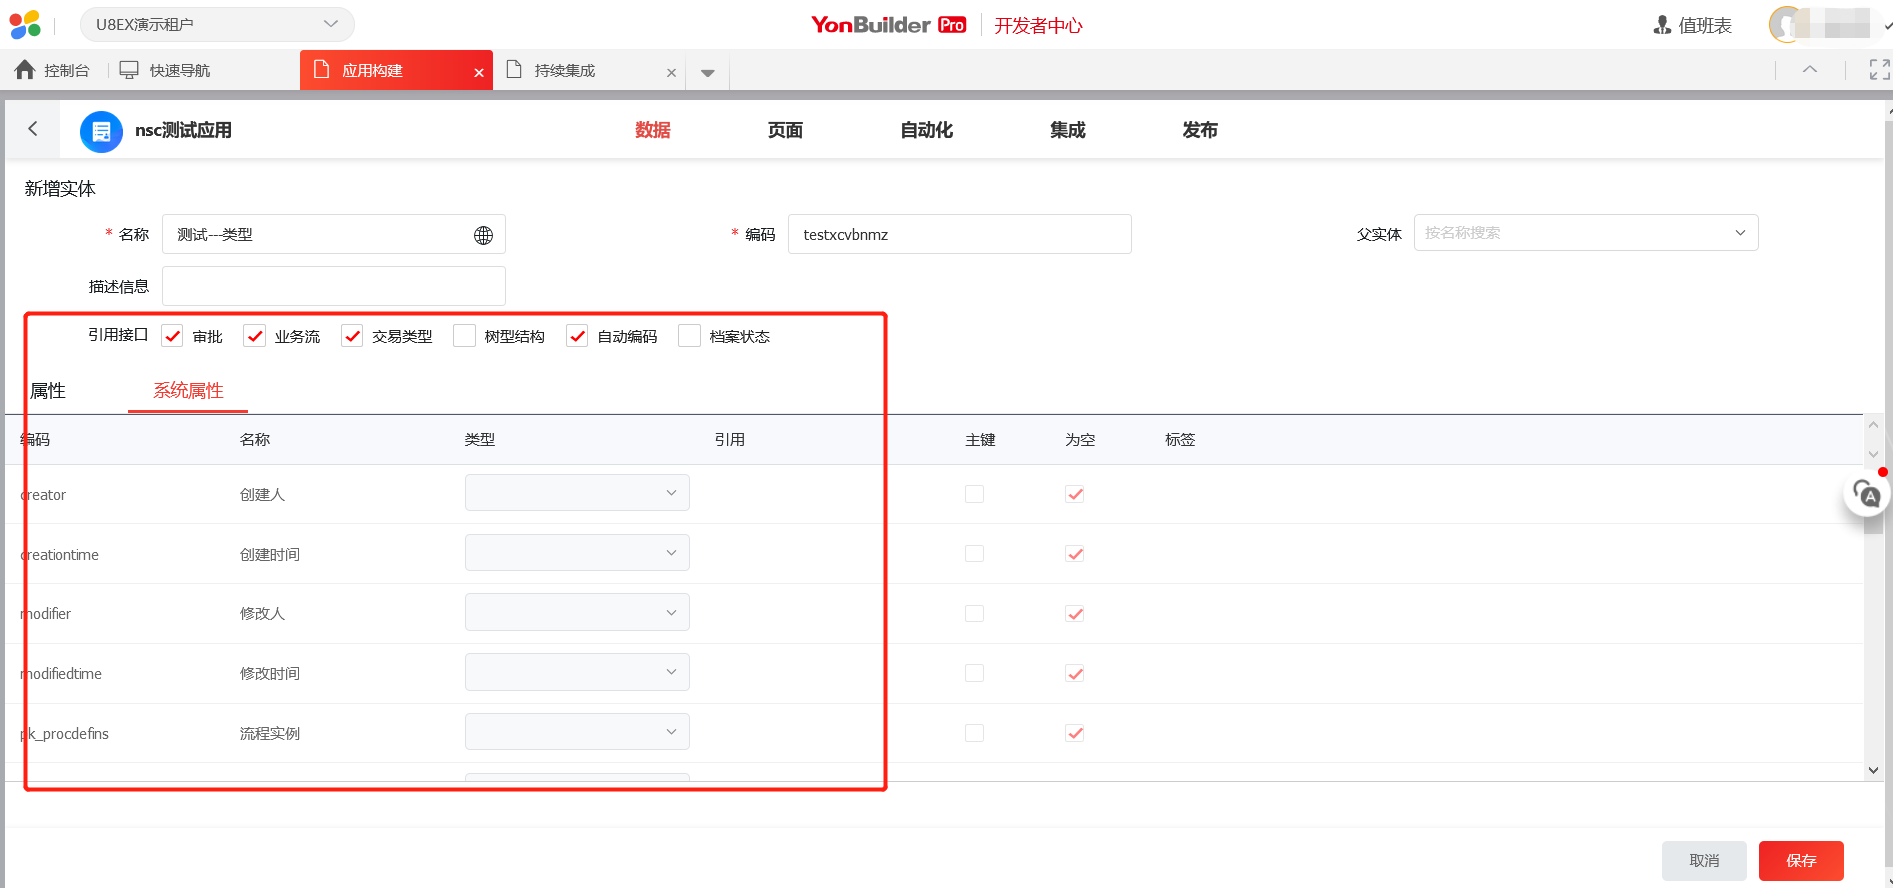 U8EX演示租户
YonBuilder Pro 开发者中心
值班表
控制台
快速导航
应用构建
持续集成
nsc测试应用
数据
页面
自动化
集成
发布
新增实体
* 名称 测试---类型
* 编码 testxcvbnmz
父实体 按名称搜索
描述信息
引用接口 审批 业务流 交易类型 树型结构 自动编码 档案状态
属性 系统属性
编码 名称 类型 引用 主键 为空 标签
creator 创建人
creationtime 创建时间
modifier 修改人
modifiedtime 修改时间
pk_procdefins 流程实例
A
取消 保存